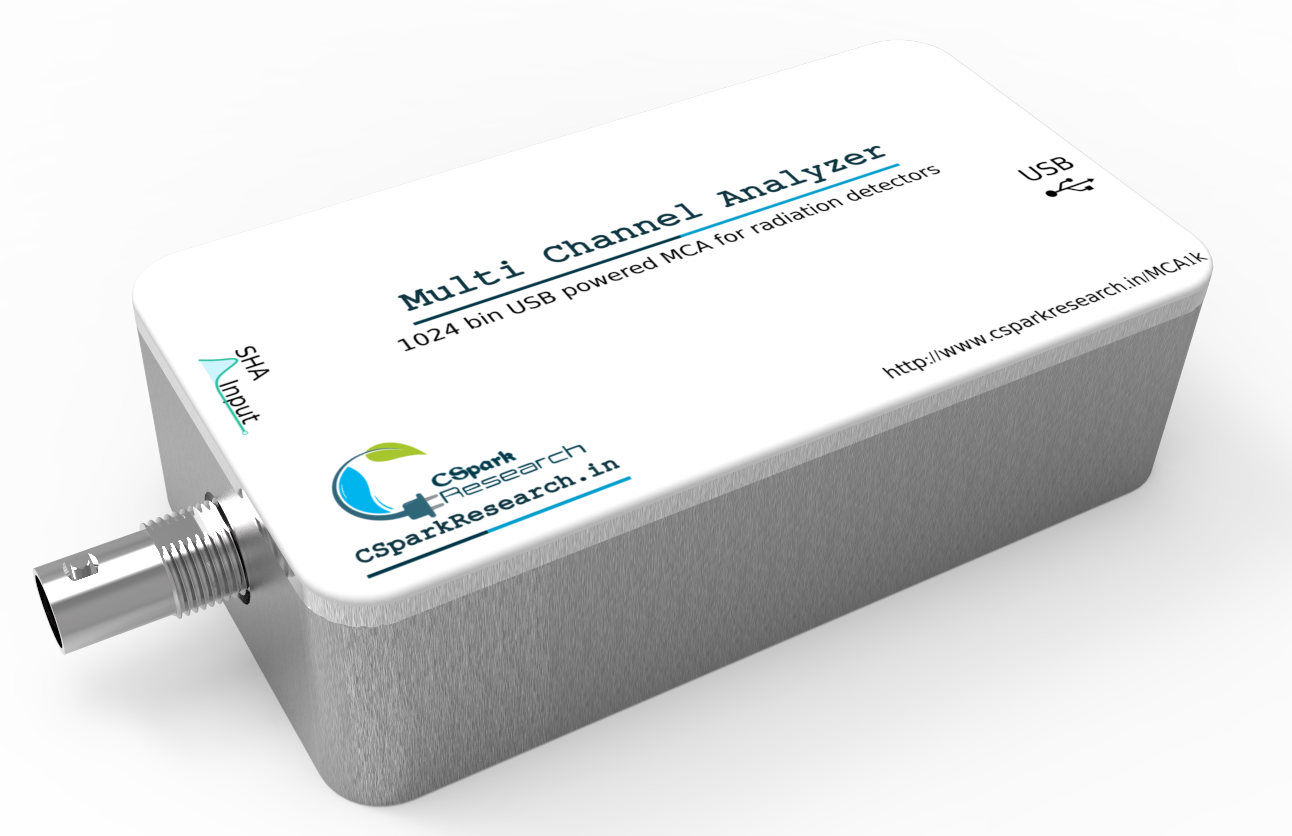 Multi Channel Analyzer
1024 bin USB powered MCA for radiation detectors
USB
SHA
Input
http://www.csparkresearch.in/MCA1k
CSpark
Research
CSparkResearch.in